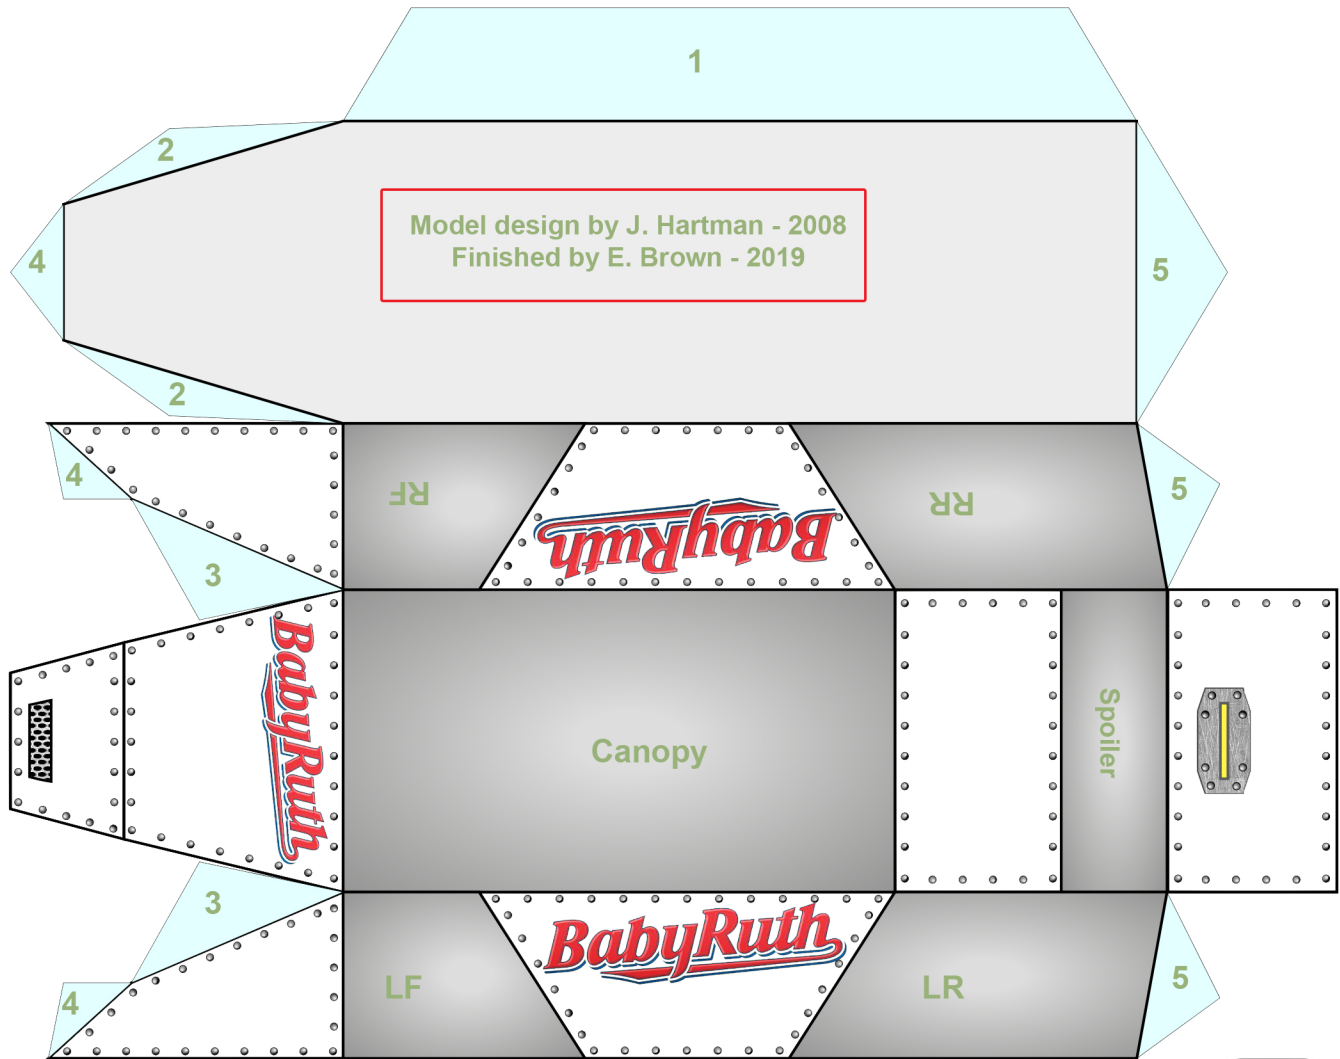 1
2
Model design by J. Hartman - 2008
Finished by E. Brown - 2019
4
5
2
4
RF
RR
5
BabyRuth
3
BabyRuth
Canopy
Spoiler
3
BabyRuth
4
LF
LR
5